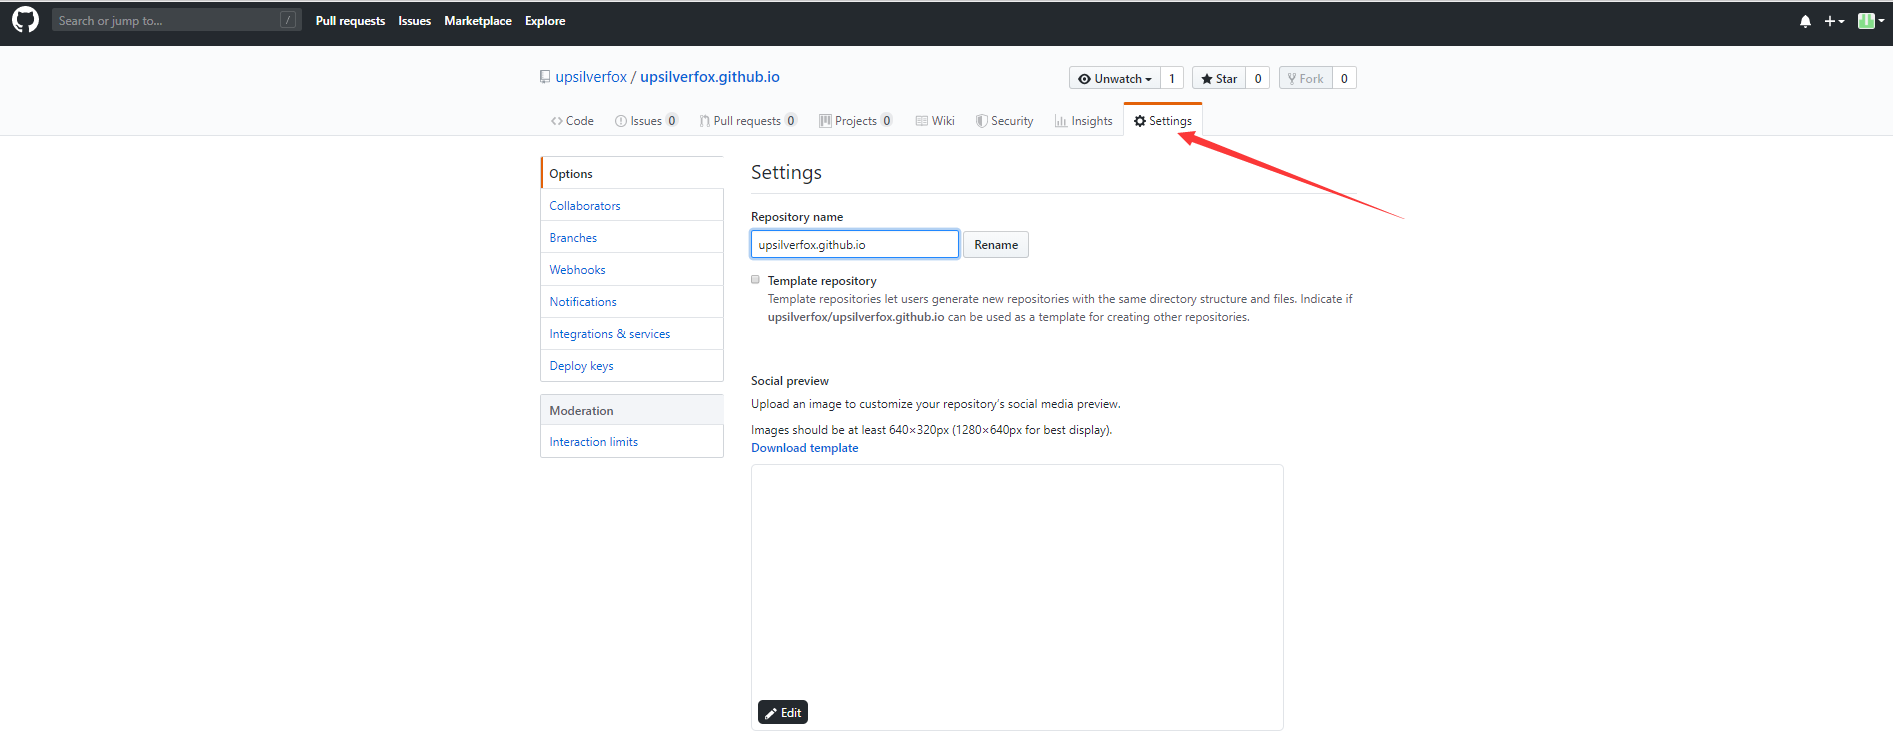 Search or jump to... /
Pull requests Issues Marketplace Explore
upsilverfox / upsilverfox.github.io
Unwatch 1 Star 0 Fork 0
Code Issues 0 Pull requests 0 Projects 0 Wiki Security Insights Settings
Options
Collaborators
Branches
Webhooks
Notifications
Integrations & services
Deploy keys
Moderation
Interaction limits
Settings
Repository name
upsilverfox.github.io Rename
Template repository
Template repositories let users generate new repositories with the same directory structure and files. Indicate if
upsilverfox/upsilverfox.github.io can be used as a template for creating other repositories.
Social preview
Upload an image to customize your repository’s social media preview.
Images should be at least 640×320px (1280×640px for best display).
Download template
Edit